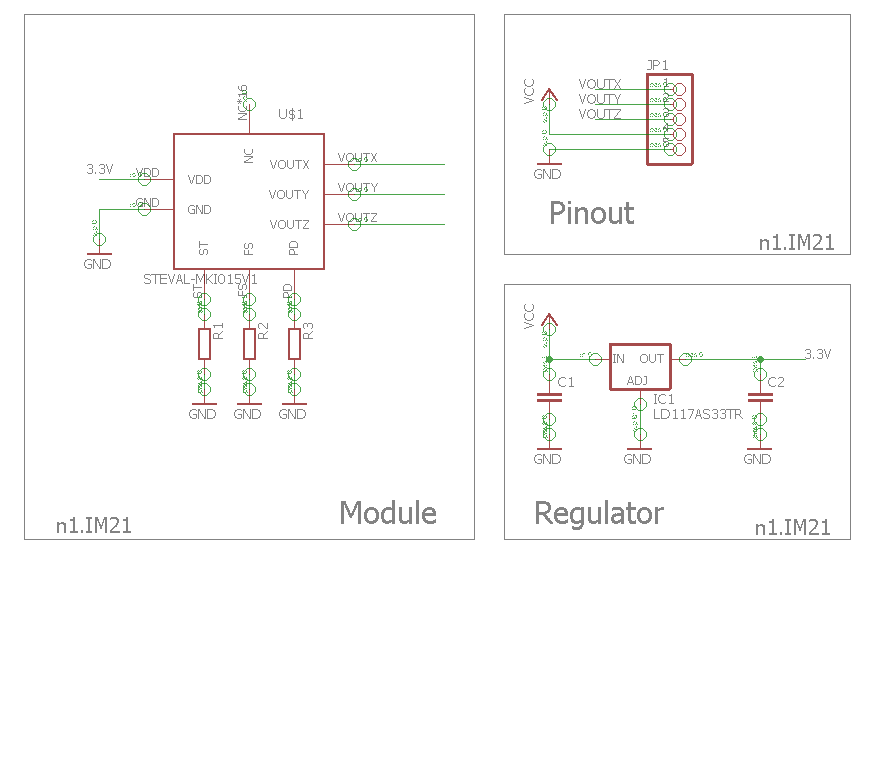 NC*16
U$1
NC
3.3V
VDD
VDD
GND
GND
VOUTX
VOUTX
VOUTY
VOUTY
VOUTZ
VOUTZ
GND
ST
FS
PD
STEVAL-MKI015V1
ST
FS
PD
R1
R2
R3
GND
GND
GND
Module
n1.IM21
JP1
VCC
VOUTX
VOUTY
VOUTZ
GND
Pinout
n1.IM21
VCC
IN
OUT
ADJ
3.3V
C1
C2
IC1
LD117AS33TR
GND
GND
GND
Regulator
n1.IM21